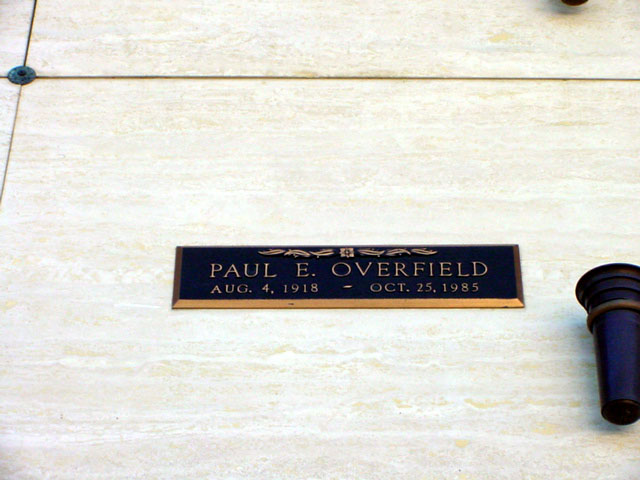 PAUL E. OVERFIELD
AUG. 4, 1918 – OCT. 25, 1985